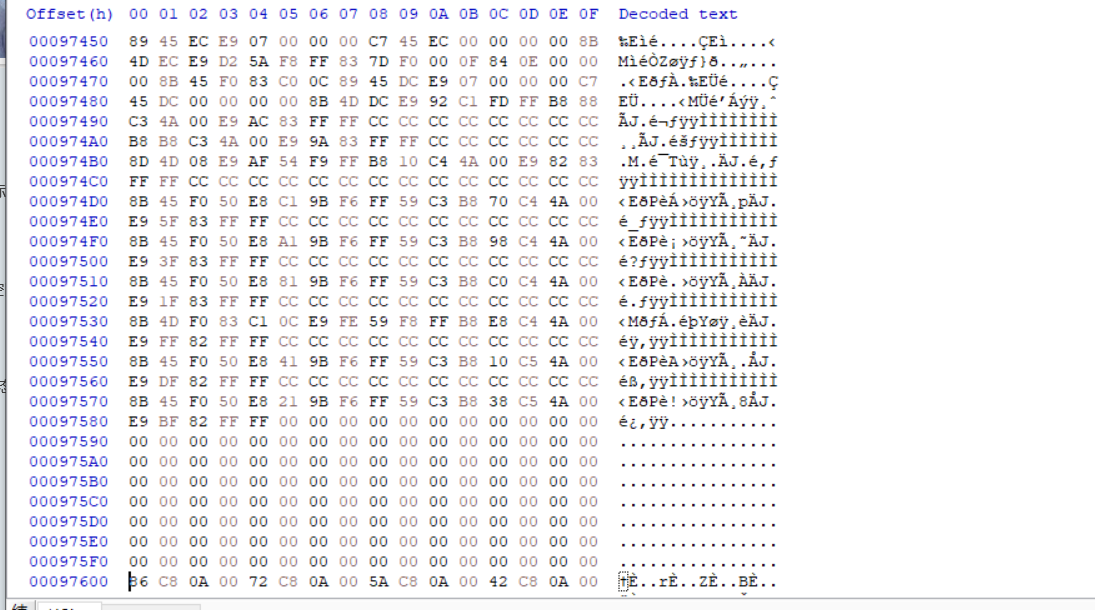 Offset(h) 00 01 02 03 04 05 06 07 08 09 0A 0B 0C 0D 0E 0F Decoded text
00097450 89 45 EC E9 07 00 00 00 C7 45 EC 00 00 00 00 8B ‰Eìé....ÇEì....‹
00097460 4D EC E9 D2 5A F8 FF 83 7D F0 00 0F 84 0E 00 00 MìéÒZøÿƒ}ð..„...
00097470 00 8B 45 F0 83 C0 0C 89 45 DC E9 07 00 00 00 C7 .‹EðƒÀ.‰EÜé....Ç
00097480 45 DC 00 00 00 00 8B 4D DC E9 92 C1 FD FF B8 88 EÜ....‹MÜé’Áýÿ¸ˆ
00097490 C3 4A 00 E9 AC 83 FF FF CC CC CC CC CC CC CC CC ÃJ.é¬ƒÿÿÌÌÌÌÌÌÌÌ
000974A0 B8 B8 C3 4A 00 E9 9A 83 FF FF CC CC CC CC CC CC ¸¸ÃJ.éšƒÿÿÌÌÌÌÌÌ
000974B0 8D 4D 08 E9 AF 54 F9 FF B8 10 C4 4A 00 E9 82 83 .M.é¯Tùÿ¸.ÄJ.é‚ƒ
000974C0 FF FF CC CC CC CC CC CC CC CC CC CC CC CC CC CC ÿÿÌÌÌÌÌÌÌÌÌÌÌÌÌÌ
000974D0 8B 45 F0 50 E8 C1 9B F6 FF 59 C3 B8 70 C4 4A 00 ‹EðPèÁ›öÿYÃ¸pÄJ.
000974E0 E9 5F 83 FF FF CC CC CC CC CC CC CC CC CC CC CC é_ƒÿÿÌÌÌÌÌÌÌÌÌÌÌ
000974F0 8B 45 F0 50 E8 A1 9B F6 FF 59 C3 B8 98 C4 4A 00 ‹EðPè¡›öÿYÃ¸˜ÄJ.
00097500 E9 3F 83 FF FF CC CC CC CC CC CC CC CC CC CC CC é?ƒÿÿÌÌÌÌÌÌÌÌÌÌÌ
00097510 8B 45 F0 50 E8 81 9B F6 FF 59 C3 B8 C0 C4 4A 00 ‹EðPè.›öÿYÃ¸ÀÄJ.
00097520 E9 1F 83 FF FF CC CC CC CC CC CC CC CC CC CC CC é.ƒÿÿÌÌÌÌÌÌÌÌÌÌÌ
00097530 8B 4D F0 83 C1 0C E9 FE 59 F8 FF B8 E8 C4 4A 00 ‹MðƒÁ.éþYøÿ¸èÄJ.
00097540 E9 FF 82 FF FF CC CC CC CC CC CC CC CC CC CC CC éÿ‚ÿÿÌÌÌÌÌÌÌÌÌÌÌ
00097550 8B 45 F0 50 E8 41 9B F6 FF 59 C3 B8 10 C5 4A 00 ‹EðPèA›öÿYÃ¸.ÅJ.
00097560 E9 DF 82 FF FF CC CC CC CC CC CC CC CC CC CC CC éß‚ÿÿÌÌÌÌÌÌÌÌÌÌÌ
00097570 8B 45 F0 50 E8 21 9B F6 FF 59 C3 B8 38 C5 4A 00 ‹EðPè!›öÿYÃ¸8ÅJ.
00097580 E9 BF 82 FF FF 00 00 00 00 00 00 00 00 00 00 00 é¿‚ÿÿ...........
00097590 00 00 00 00 00 00 00 00 00 00 00 00 00 00 00 00 ................
000975A0 00 00 00 00 00 00 00 00 00 00 00 00 00 00 00 00 ................
000975B0 00 00 00 00 00 00 00 00 00 00 00 00 00 00 00 00 ................
000975C0 00 00 00 00 00 00 00 00 00 00 00 00 00 00 00 00 ................
000975D0 00 00 00 00 00 00 00 00 00 00 00 00 00 00 00 00 ................
000975E0 00 00 00 00 00 00 00 00 00 00 00 00 00 00 00 00 ................
000975F0 00 00 00 00 00 00 00 00 00 00 00 00 00 00 00 00 ................
00097600 86 C8 0A 00 72 C8 0A 00 5A C8 0A 00 42 C8 0A 00 †È..rÈ..ZÈ..BÈ..